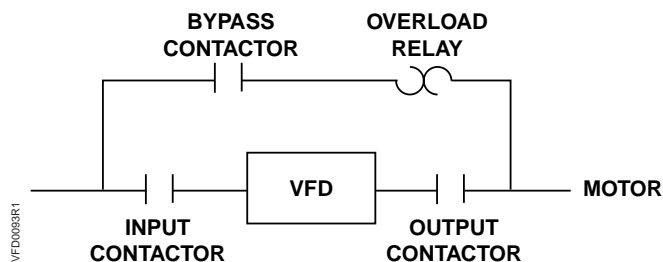 BYPASS
CONTACTOR
OVERLOAD
RELAY
VFD
MOTOR
INPUT
CONTACTOR
OUTPUT
CONTACTOR
VFD0093R1